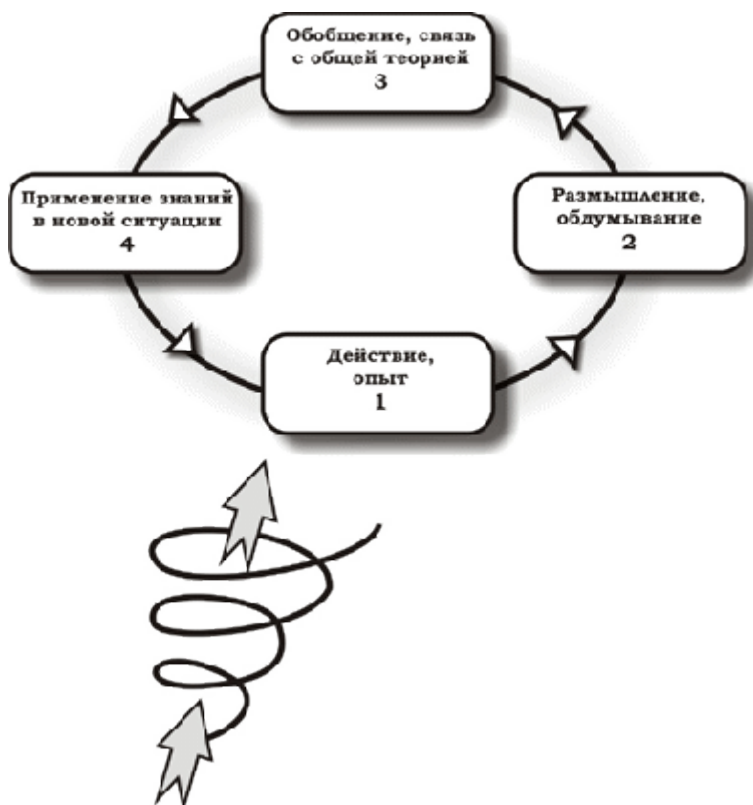 Обобщение, связь
с общей теорией
3
Применение знаний
в новой ситуации
4
Размышление,
обдумывание
2
Действие,
опыт
1